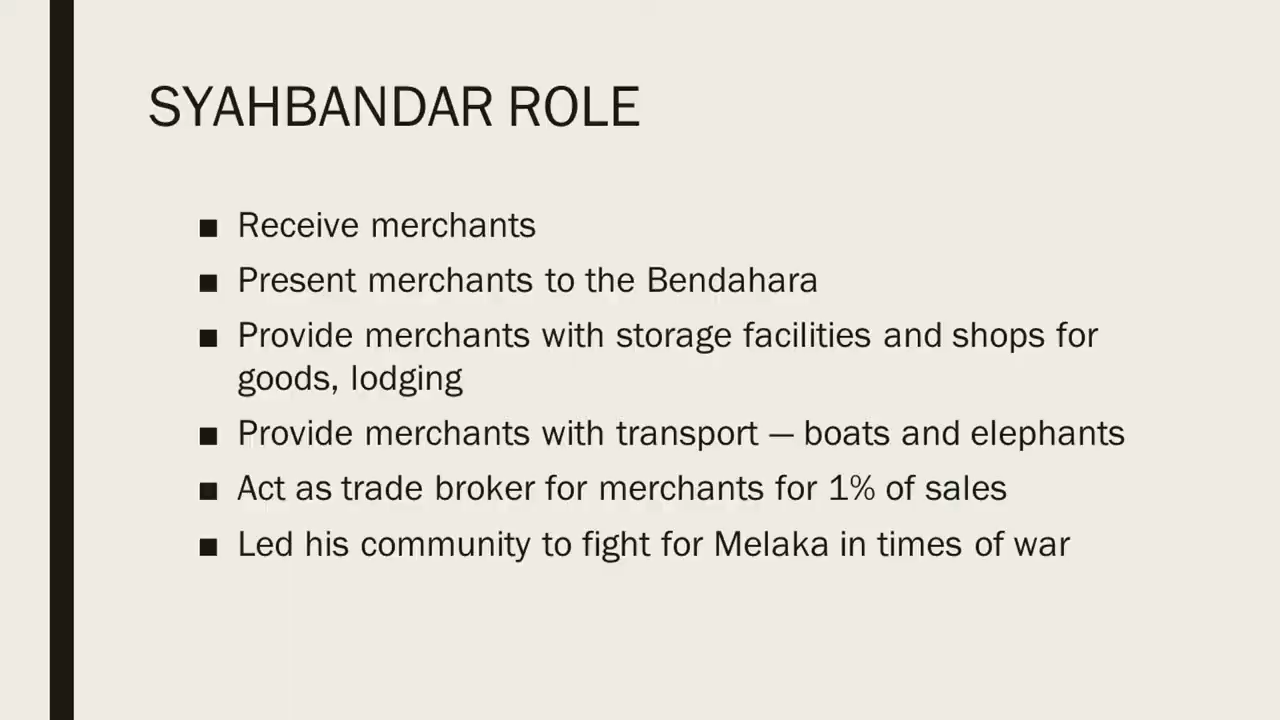 SYAHBANDAR ROLE
■ Receive merchants
■ Present merchants to the Bendahara
■ Provide merchants with storage facilities and shops for
goods, lodging
■ Provide merchants with transport — boats and elephants
■ Act as trade broker for merchants for 1% of sales
■ Led his community to fight for Melaka in times of war